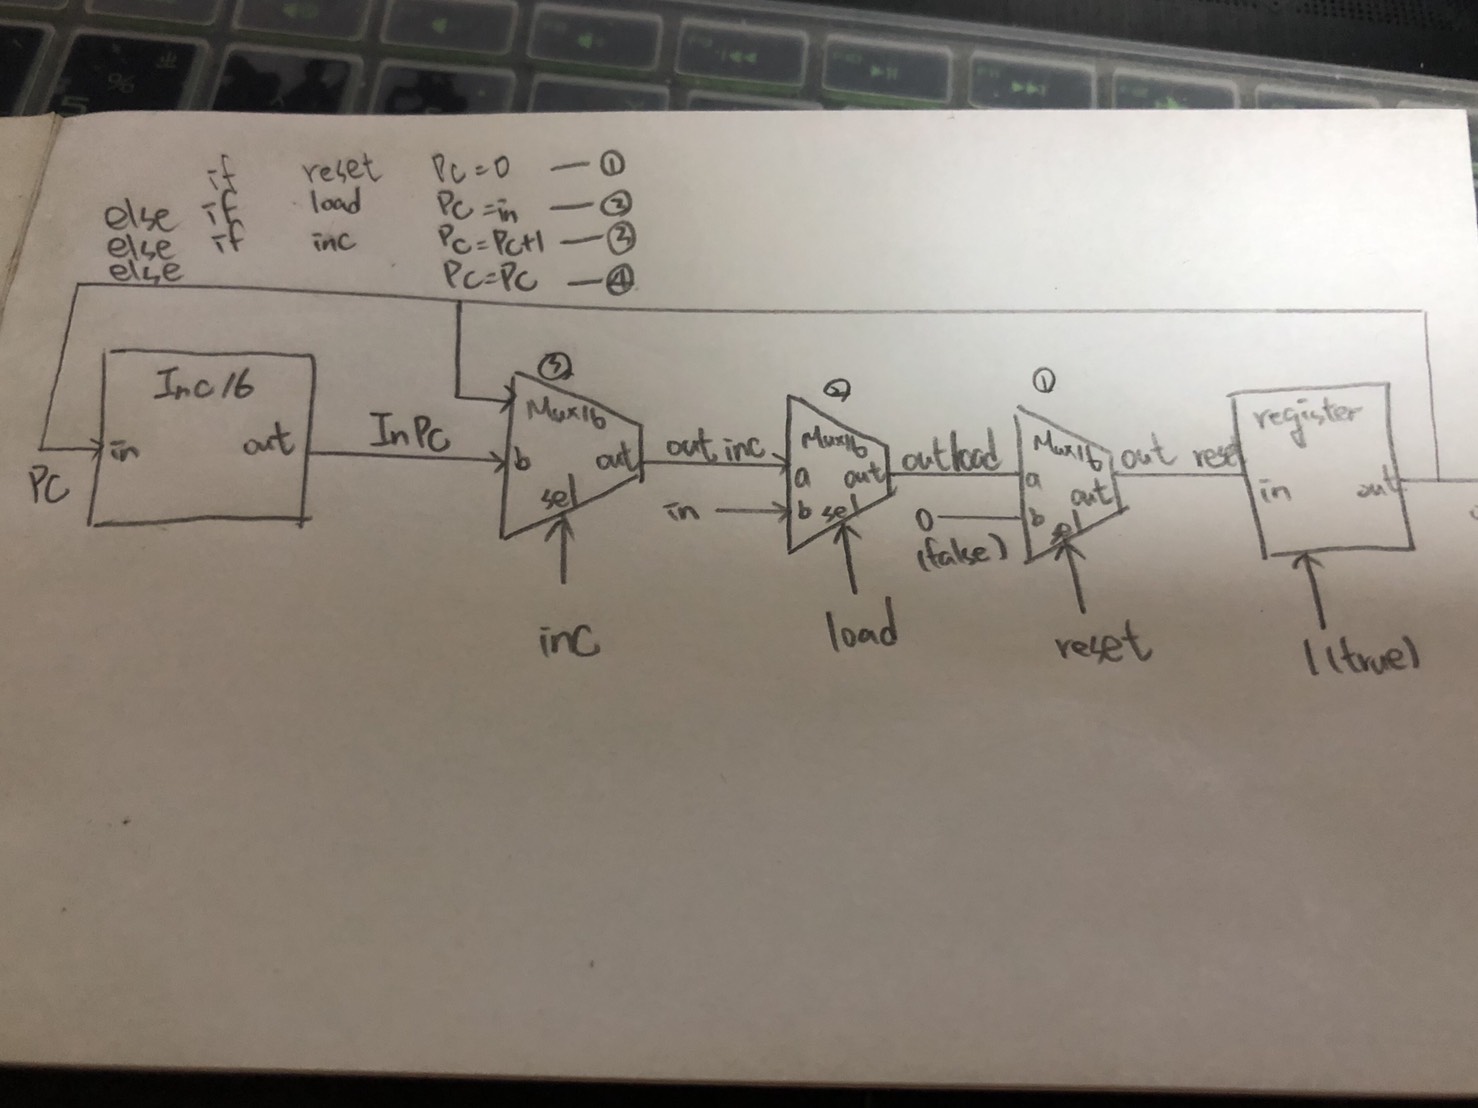 if reset PC=0 — ①
else if load PC=in — ②
else if inc PC=PC+1 — ③
else PC=PC — ④
Inc16
in
out
PC
InPC
③
Mux16
b
out
sel
inc
out inc
in
②
Mux16
a
out
b
sel
load
outload
0
(false)
①
Mux16
a
out
b
sel
reset
out reset
register
in
out
1(true)
%
5